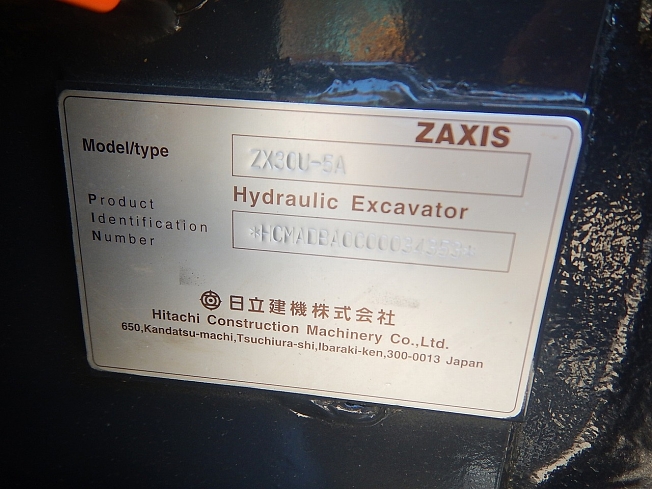 ZAXIS
Model/type ZX30U-5A
Hydraulic Excavator
Product
Identification
Number
日立建機株式会社
Hitachi Construction Machinery Co.,Ltd.
650,Kandatsu-machi,Tsuchiura-shi,Ibaraki-ken,300-0013 Japan